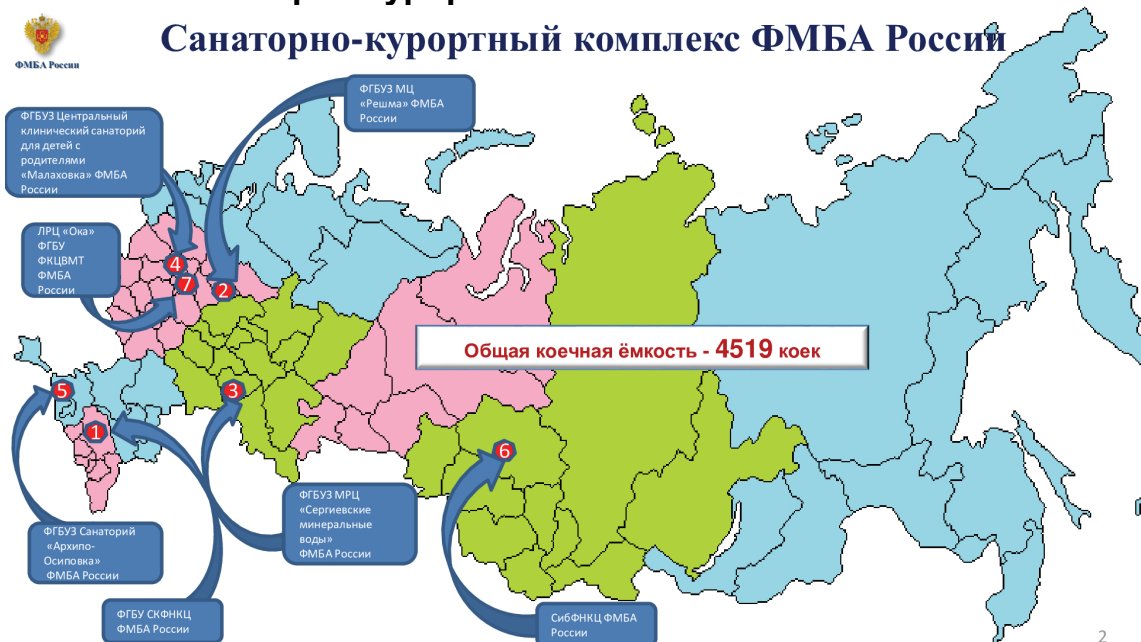 Санаторно-курортный комплекс ФМБА России
ФМБА России
ФГБУЗ МЦ
«Решма» ФМБА
России
ФГБУЗ Центральный
клинический санаторий
для детей с
родителями
«Малаховка» ФМБА
России
ЛРЦ «Ока»
ФГБУ
ФКЦВМТ
ФМБА
России
4
7
2
Общая коечная ёмкость - 4519 коек
5
3
1
6
ФГБУЗ МРЦ
«Сергиевские
минеральные
воды»
ФМБА России
ФГБУЗ Санаторий
«Архипо-
Осиповка»
ФМБА России
ФГБУ СКФНКЦ
ФМБА России
СибФНКЦ ФМБА
России
2